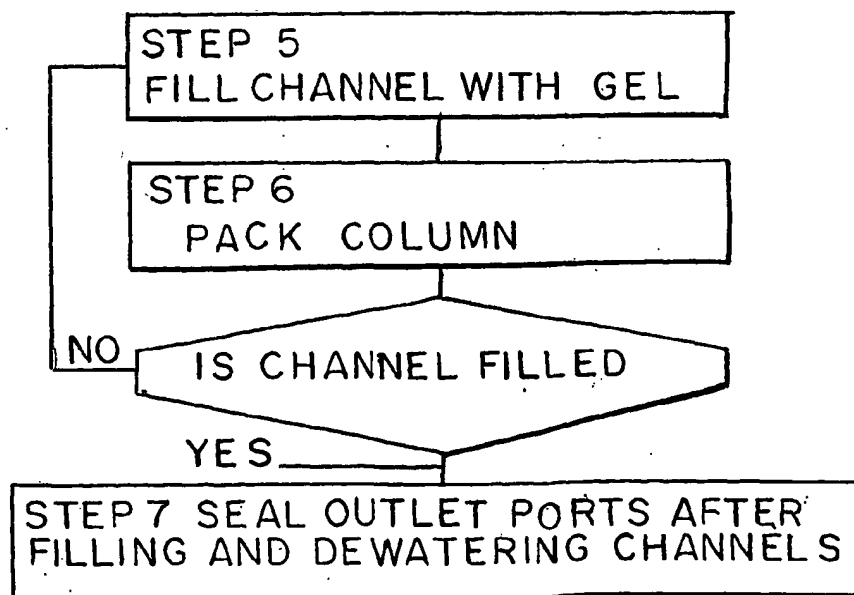 STEP 5
FILL CHANNEL WITH GEL
STEP 6
PACK COLUMN
NO
IS CHANNEL FILLED
YES
STEP 7 SEAL OUTLET PORTS AFTER
FILLING AND DEWATERING CHANNELS